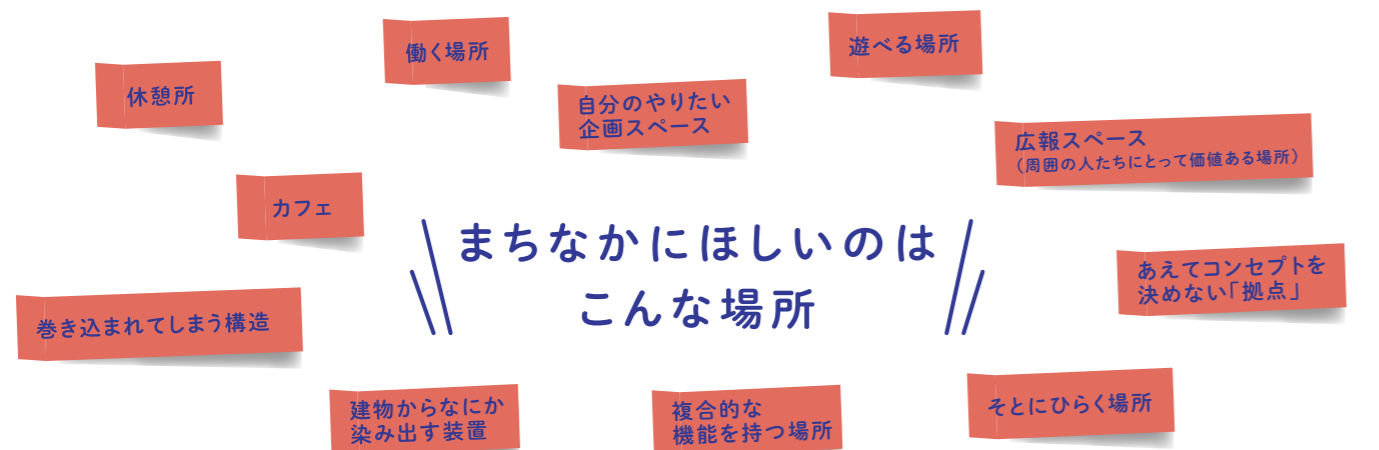 働く場所
遊べる場所
休憩所
自分のやりたい
企画スペース
広報スペース
（周囲の人たちにとって価値ある場所）
カフェ
まちなかにほしいのは
こんな場所
あえてコンセプトを
決めない「拠点」
巻き込まれてしまう構造
建物からなにか
染み出す装置
複合的な
機能を持つ場所
そとにひらく場所